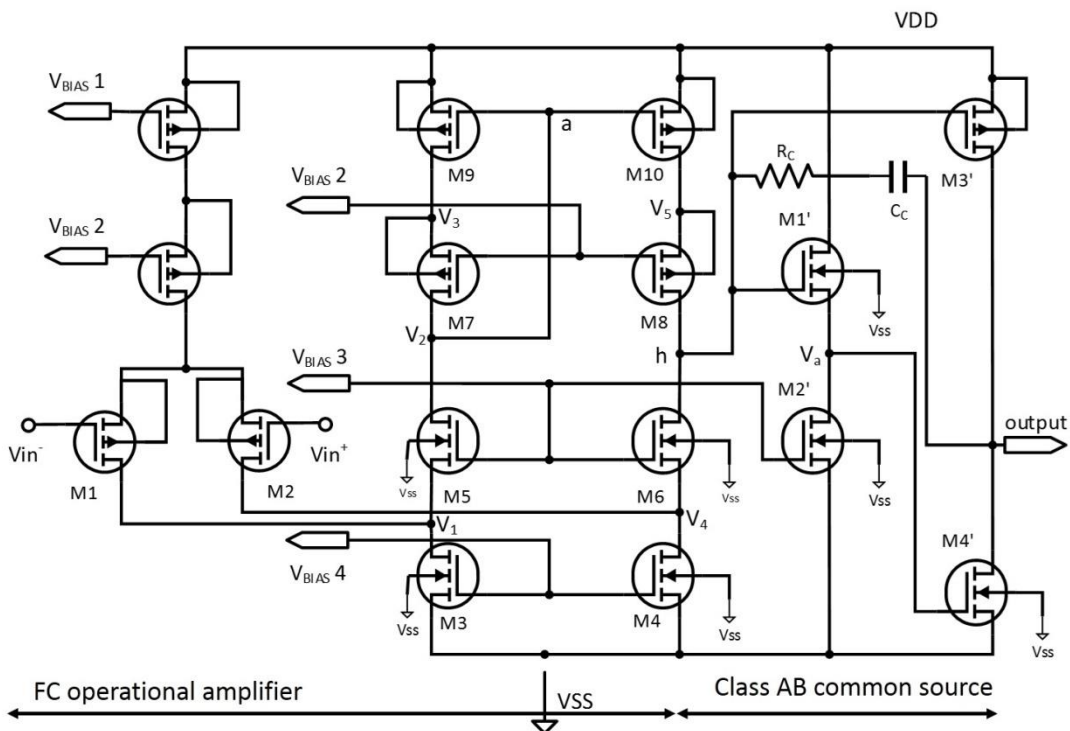 VDD
V_BIAS 1
a
M9
M10
R_C
C_C
M3'
V_BIAS 2
V_BIAS 2
V_3
V_5
M1'
Vss
M7
M8
V_2
h
V_a
V_BIAS 3
M2'
output
Vin^-
Vin^+
Vss
Vss
Vss
M1
M2
M5
M6
V_1
V_4
M4'
V_BIAS 4
Vss
M3
M4
Vss
Vss
FC operational amplifier
VSS
Class AB common source